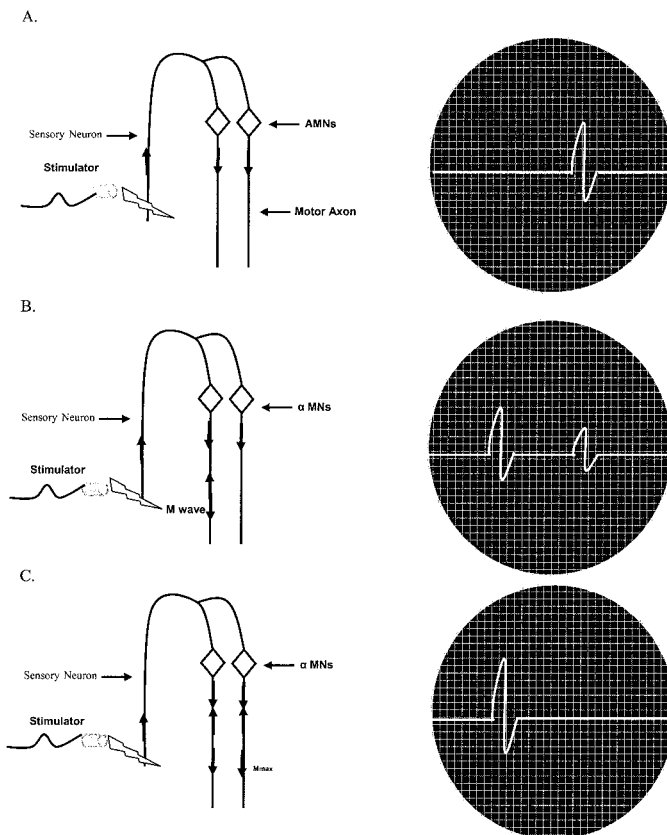 A.
AMNs
Sensory Neuron
Stimulator
Motor Axon
B.
α MNs
Sensory Neuron
Stimulator
M wave
C.
α MNs
Sensory Neuron
Stimulator
Mmax